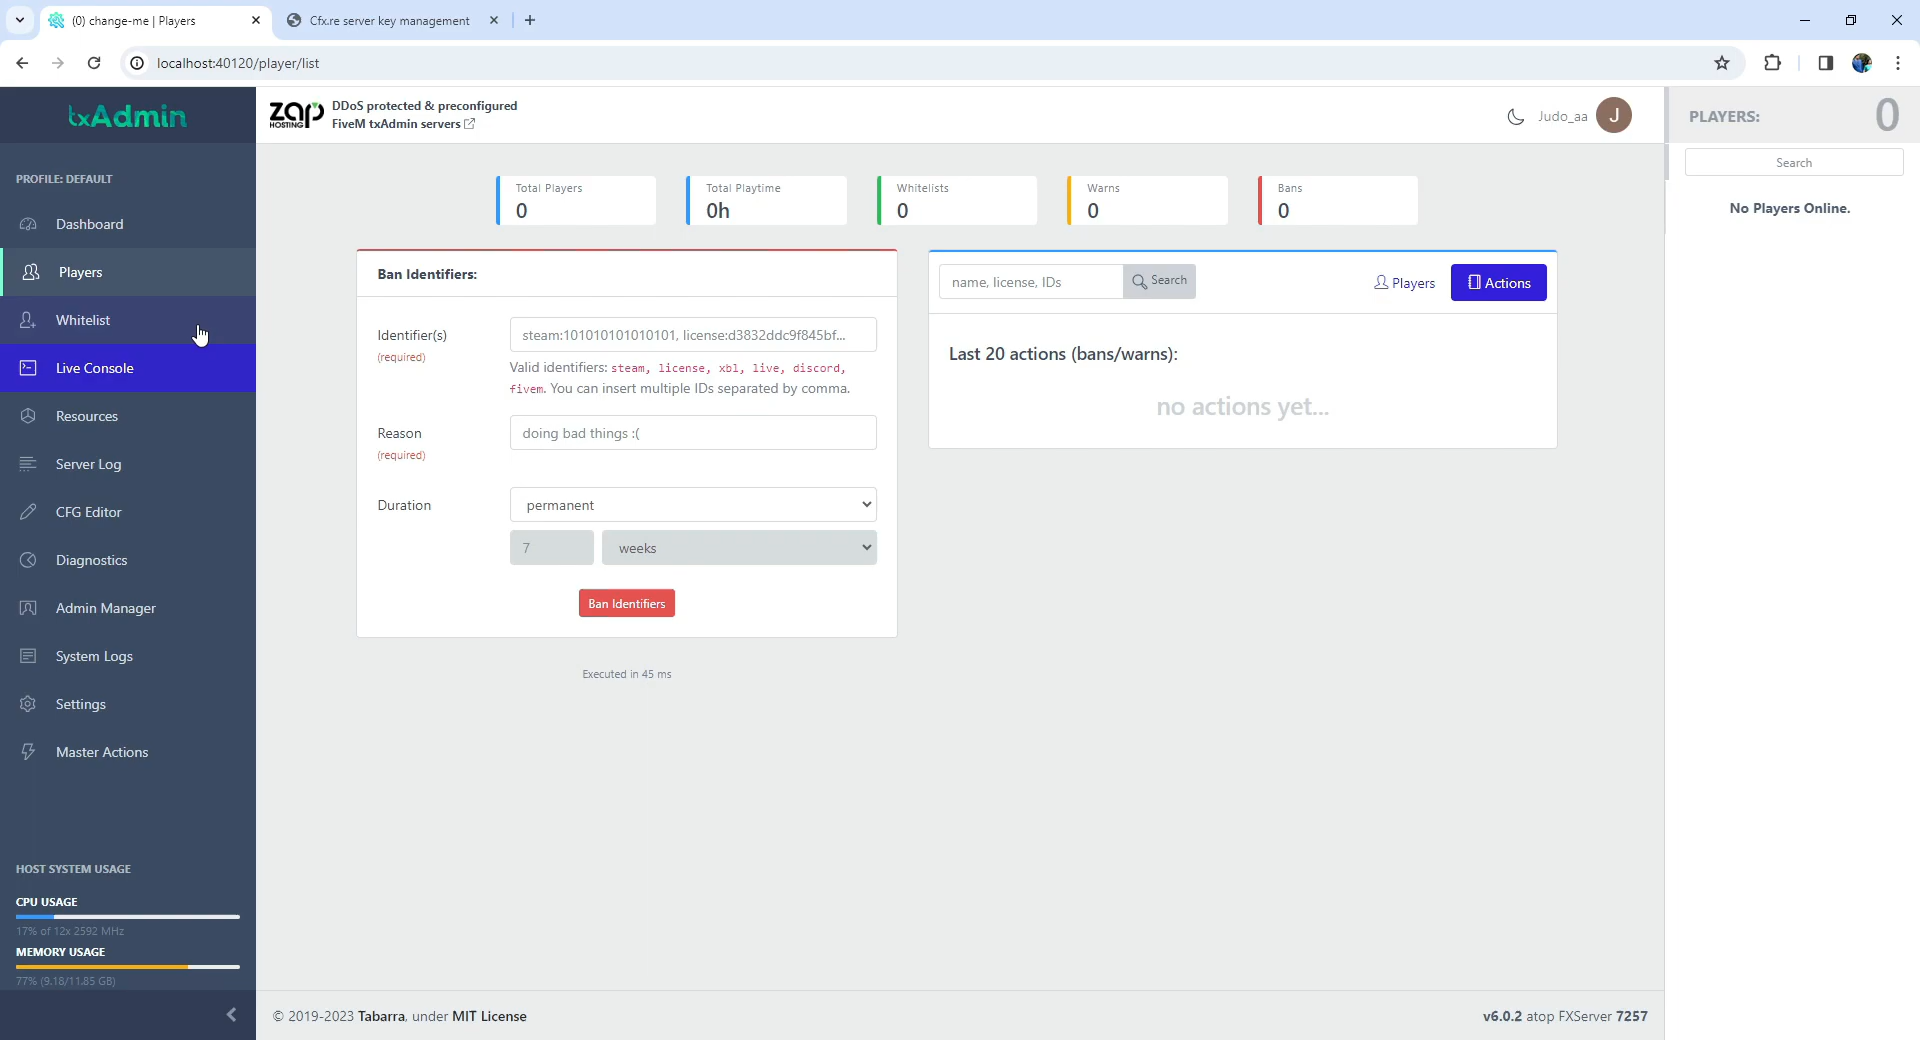 (0) change-me | Players
Cfx.re server key management
localhost:40120/player/list
txAdmin
ZAP
HOSTING
DDoS protected & preconfigured
FiveM txAdmin servers
Judo_aa
J
PLAYERS:
0
Search
No Players Online.
PROFILE: DEFAULT
Dashboard
Players
Whitelist
Live Console
Resources
Server Log
CFG Editor
Diagnostics
Admin Manager
System Logs
Settings
Master Actions
HOST SYSTEM USAGE
CPU USAGE
17% of 12x 2592 MHz
MEMORY USAGE
77% (9.18/11.85 GB)
Total Players
0
Total Playtime
0h
Whitelists
0
Warns
0
Bans
0
Ban Identifiers:
Identifier(s)
(required)
steam:101010101010101, license:d3832ddc9f845bf...
Valid identifiers: steam, license, xbl, live, discord,
fivem. You can insert multiple IDs separated by comma.
Reason
(required)
doing bad things :(
Duration
permanent
7
weeks
Ban Identifiers
Executed in 45 ms
name, license, IDs
Search
Players
Actions
Last 20 actions (bans/warns):
no actions yet...
© 2019-2023 Tabarra, under MIT License
v6.0.2 atop FXServer 7257